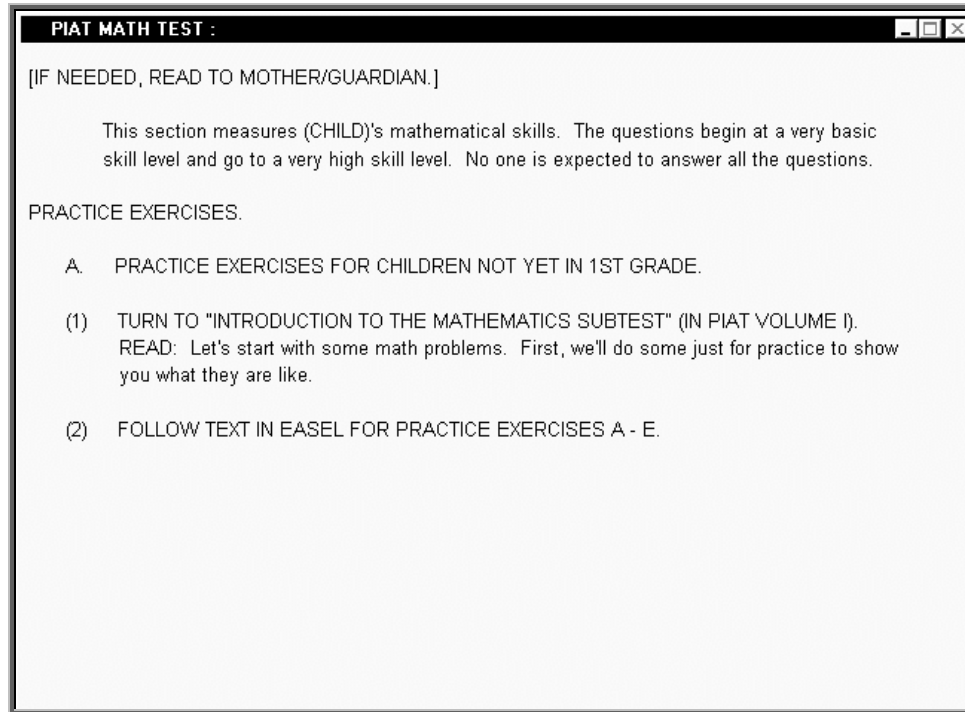 PIAT MATH TEST :
[IF NEEDED, READ TO MOTHER/GUARDIAN.]
This section measures (CHILD)'s mathematical skills. The questions begin at a very basic
skill level and go to a very high skill level. No one is expected to answer all the questions.
PRACTICE EXERCISES.
A. PRACTICE EXERCISES FOR CHILDREN NOT YET IN 1ST GRADE.
(1) TURN TO "INTRODUCTION TO THE MATHEMATICS SUBTEST" (IN PIAT VOLUME I).
READ: Let's start with some math problems. First, we'll do some just for practice to show
you what they are like.
(2) FOLLOW TEXT IN EASEL FOR PRACTICE EXERCISES A - E.